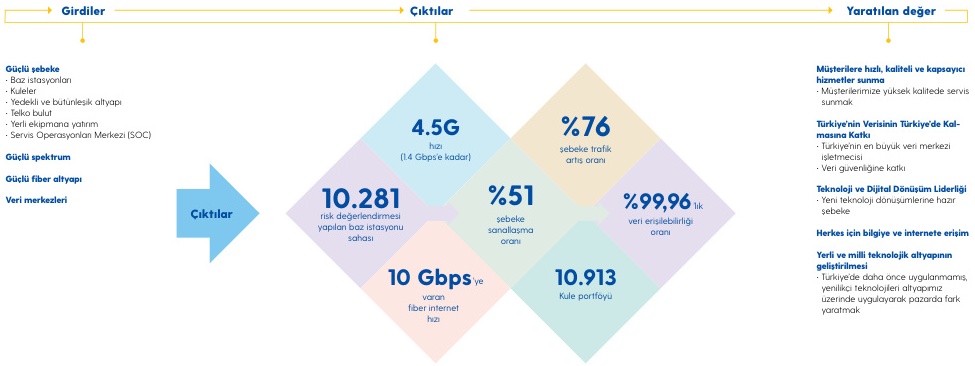 Girdiler
Çıktılar
Yaratılan değer
Güçlü şebeke
· Baz istasyonları
· Kuleler
· Yedekli ve bütünleşik altyapı
· Telko bulut
· Yerli ekipmana yatırım
· Servis Operasyonları Merkezi (SOC)
Güçlü spektrum
Güçlü fiber altyapı
Veri merkezleri
Çıktılar
4.5G
hızı
(1.4 Gbps'e kadar)
%76
şebeke trafik
artış oranı
10.281
risk değerlendirmesi
yapılan baz istasyonu
sahası
%51
şebeke
sanallaşma
oranı
%99,96'lık
veri erişilebilirliği
oranı
10 Gbps'ye
varan
fiber internet
hızı
10.913
Kule portföyü
Müşterilere hızlı, kaliteli ve kapsayıcı
hizmetler sunma
· Müşterilerimize yüksek kalitede servis
sunmak
Türkiye'nin Verisinin Türkiye'de Kal-
masına Katkı
· Türkiye'nin en büyük veri merkezi
işletmecisi
· Veri güvenliğine katkı
Teknoloji ve Dijital Dönüşüm Liderliği
· Yeni teknoloji dönüşümlerine hazır
şebeke
Herkes için bilgiye ve internete erişim
Yerli ve milli teknolojik altyapının
geliştirilmesi
· Türkiye'de daha önce uygulanmamış,
yenilikçi teknolojileri altyapımız
üzerinde uygulayarak pazarda fark
yaratmak